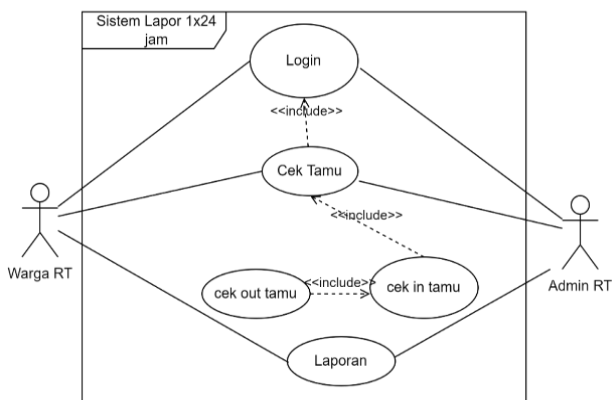 Sistem Lapor 1x24
jam
Login
<<include>>
Cek Tamu
<<include>>
Warga RT
Admin RT
<<include>>
cek out tamu
cek in tamu
Laporan